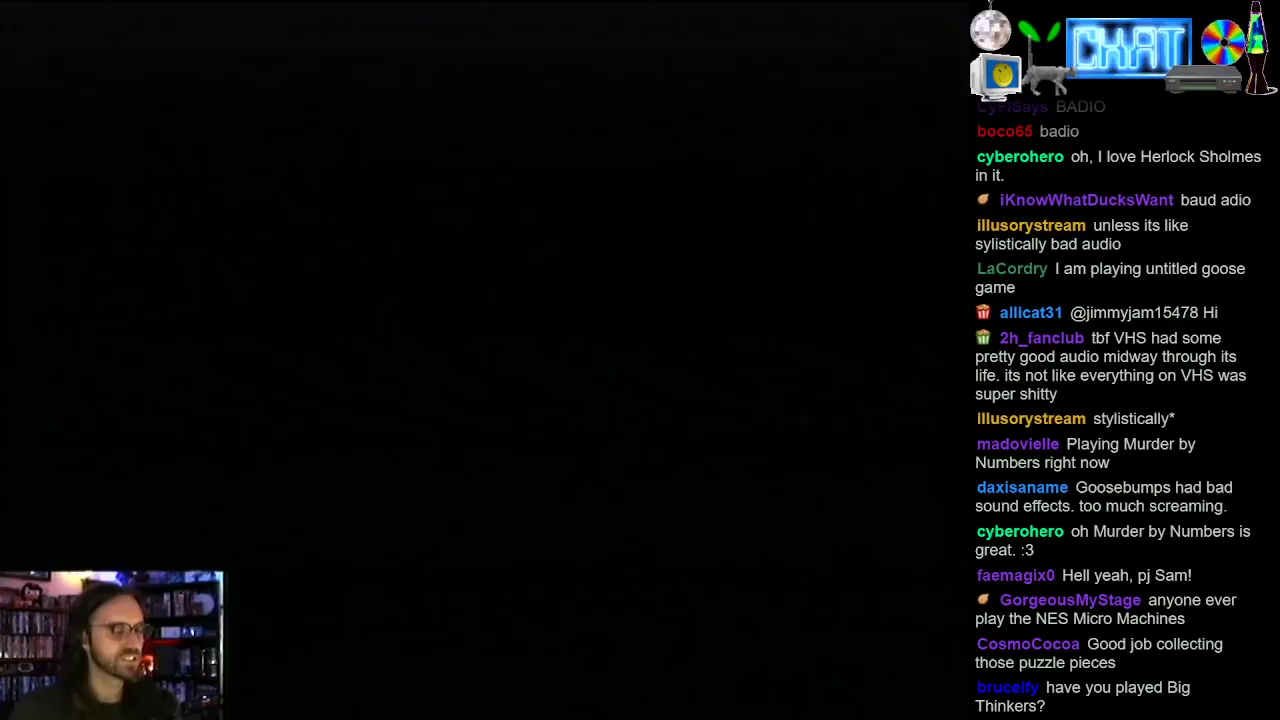 CHAT
CyFiSays BADIO
boco65 badio
cyberohero oh, I love Herlock Sholmes
in it.
iKnowWhatDucksWant baud adio
illusorystream unless its like
sylistically bad audio
LaCordry I am playing untitled goose
game
allicat31 @jimmyjam15478 Hi
2h_fanclub tbf VHS had some
pretty good audio midway through its
life. its not like everything on VHS was
super shitty
illusorystream stylistically*
madovielle Playing Murder by
Numbers right now
daxisaname Goosebumps had bad
sound effects. too much screaming.
cyberohero oh Murder by Numbers is
great. :3
faemagix0 Hell yeah, pj Sam!
GorgeousMyStage anyone ever
play the NES Micro Machines
CosmoCocoa Good job collecting
those puzzle pieces
bruceify have you played Big
Thinkers?